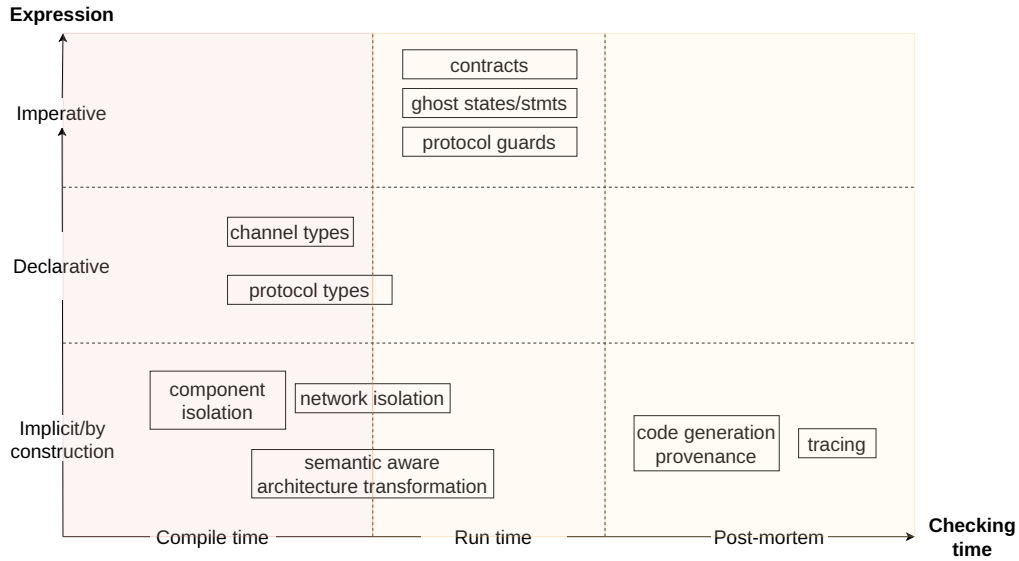 Expression
contracts
ghost states/stmts
Imperative
protocol guards
channel types
Declarative
protocol types
component
isolation
network isolation
Implicit/by
construction
code generation
provenance
tracing
semantic aware
architecture transformation
Compile time
Run time
Post-mortem
Checking
time